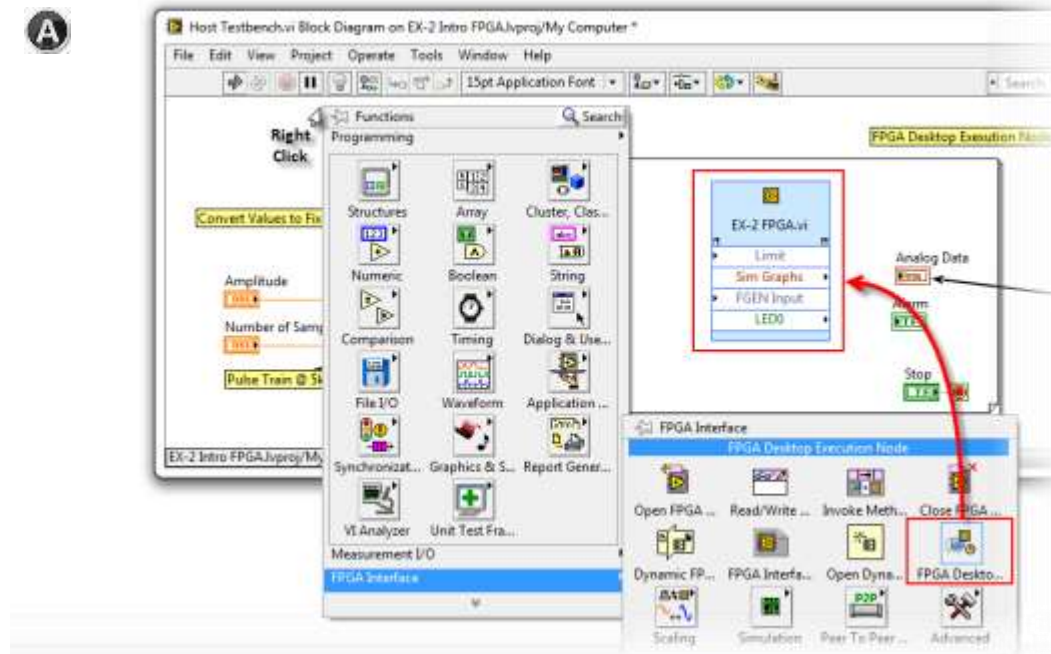 A
Host Testbench.vi Block Diagram on EX-2 Intro FPGA.lvproj/My Computer *
File Edit View Project Operate Tools Window Help
15pt Application Font
Search
Right
Click
Functions
Search
Programming
FPGA Desktop Execution Node
Structures Array Cluster, Clas...
Convert Values to Fix
Numeric Boolean String
EX-2 FPGA.vi
Limit
Sim Graphs
FGEN Input
LED0
Analog Data
Alarm
Amplitude
Number of Samp
Comparison Timing Dialog & Use...
Pulse Train @ 5k
Stop
File I/O Waveform Application ...
EX-2 Intro FPGA.lvproj/My
Synchronizat... Graphics & S... Report Gener...
VI Analyzer Unit Test Fra...
Measurement I/O
FPGA Interface
FPGA Interface
FPGA Desktop Execution Node
Open FPGA ... Read/Write ... Invoke Meth... Close FPGA ...
Dynamic FP... FPGA Interfa... Open Dyna... FPGA Deskto...
Scaling Simulation Peer To Peer ... Advanced